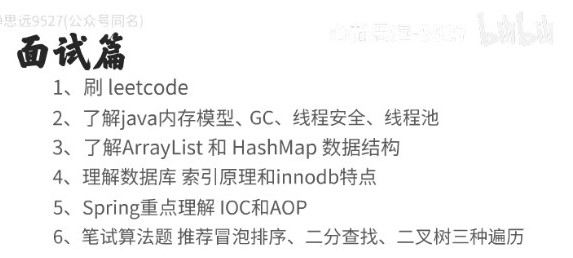 思远9527(公众号同名)
bilibili
面试篇
1、刷 leetcode
2、了解java内存模型、GC、线程安全、线程池
3、了解ArrayList 和 HashMap 数据结构
4、理解数据库 索引原理和innodb特点
5、Spring重点理解 IOC和AOP
6、笔试算法题 推荐冒泡排序、二分查找、二叉树三种遍历